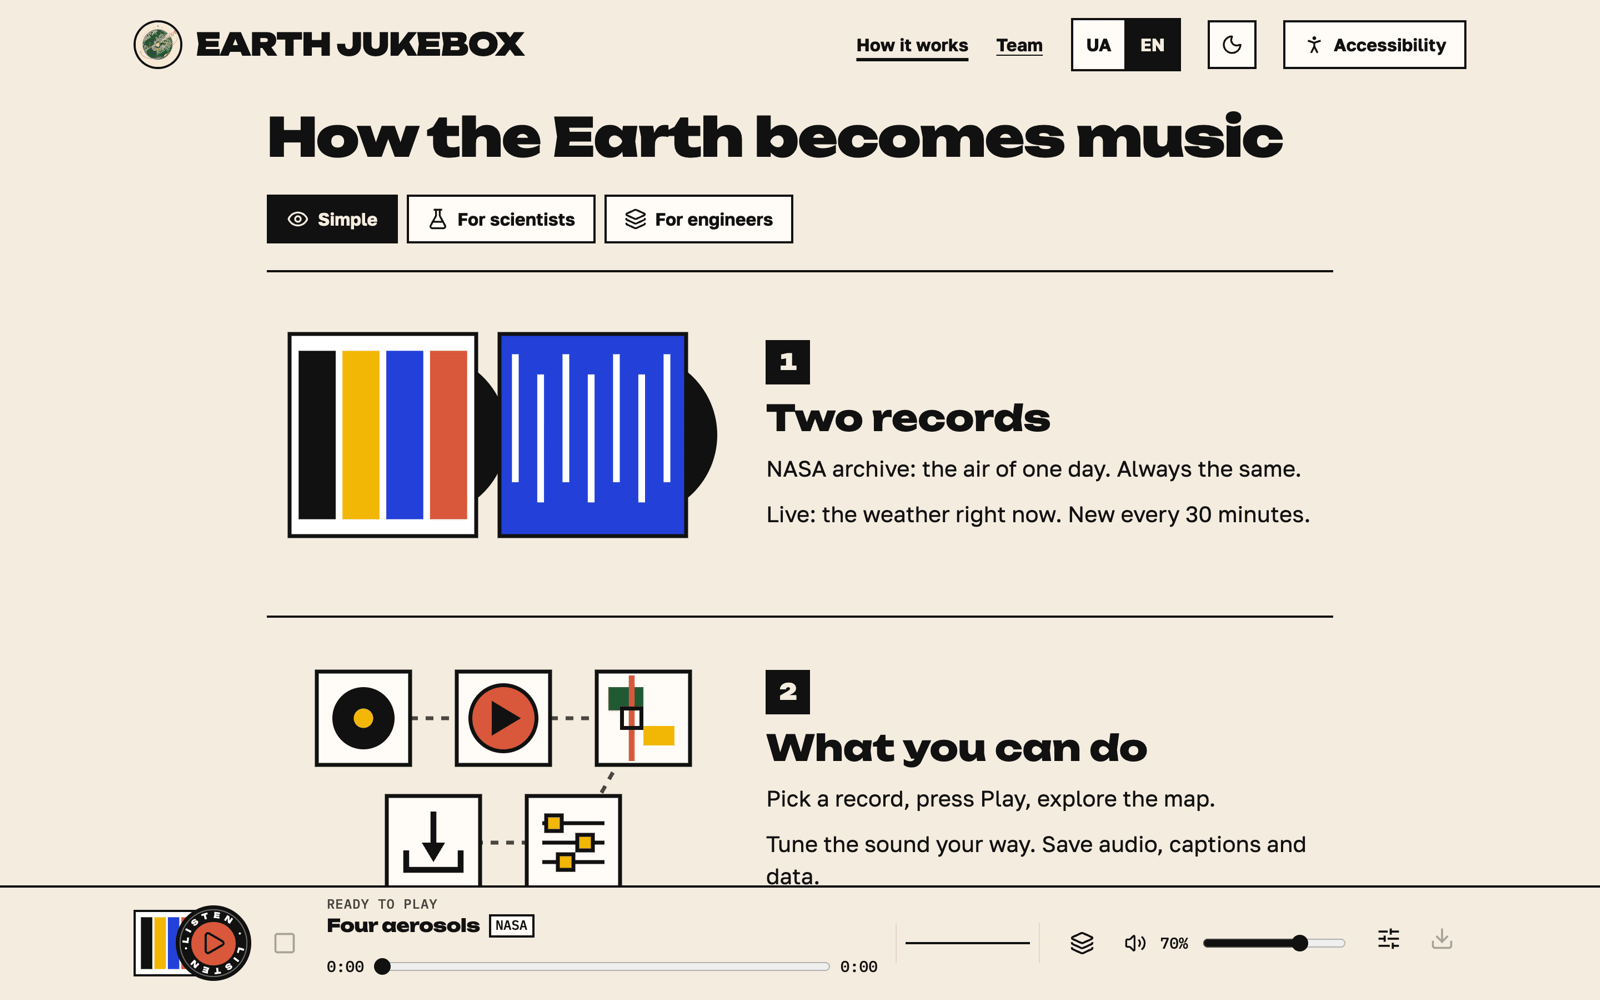 EARTH JUKEBOX
How it works
Team
UA
EN
Accessibility
How the Earth becomes music
Simple
For scientists
For engineers
1
Two records
NASA archive: the air of one day. Always the same.
Live: the weather right now. New every 30 minutes.
2
What you can do
Pick a record, press Play, explore the map.
Tune the sound your way. Save audio, captions and
data.
LISTEN · LISTEN ·
READY TO PLAY
Four aerosols NASA
0:00
0:00
70%